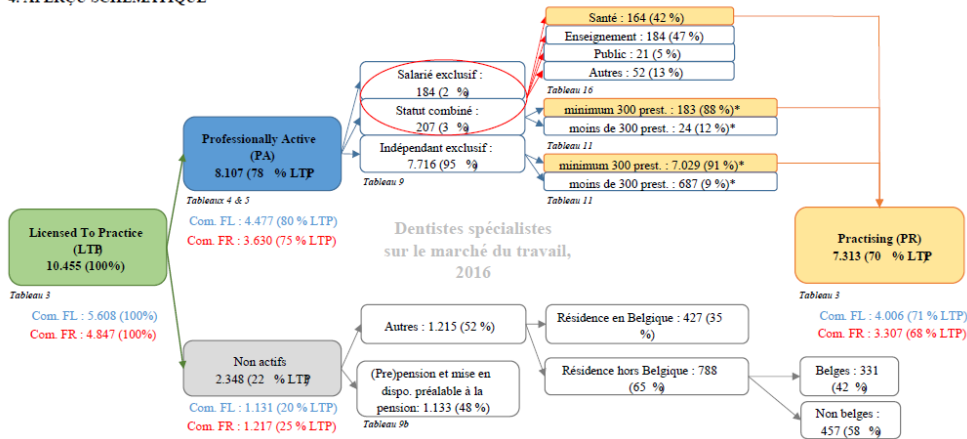 4. APERÇU SCHÉMATIQUE
Santé : 164 (42 %)
Enseignement : 184 (47 %)
Public : 21 (5 %)
Autres : 52 (13 %)
Tableau 16
Salarié exclusif :
184 (2 %)
Statut combiné :
207 (3 %)
Indépendant exclusif :
7.716 (95 %)
Tableau 9
minimum 300 prest. : 183 (88 %)*
moins de 300 prest. : 24 (12 %)*
Tableau 11
minimum 300 prest. : 7.029 (91 %)*
moins de 300 prest. : 687 (9 %)*
Tableau 11
Professionally Active
(PA)
8.107 (78 % LTP)
Tableaux 4 & 5
Com. FL : 4.477 (80 % LTP)
Com. FR : 3.630 (75 % LTP)
Licensed To Practice
(LTP)
10.455 (100%)
Tableau 3
Com. FL : 5.608 (100%)
Com. FR : 4.847 (100%)
Dentistes spécialistes
sur le marché du travail,
2016
Practising (PR)
7.313 (70 % LTP)
Tableau 3
Com. FL : 4.006 (71 % LTP)
Com. FR : 3.307 (68 % LTP)
Non actifs
2.348 (22 % LTP)
Com. FL : 1.131 (20 % LTP)
Com. FR : 1.217 (25 % LTP)
Autres : 1.215 (52 %)
(Pre)pension et mise en
dispo. préalable à la
pension: 1.133 (48 %)
Tableau 9b
Résidence en Belgique : 427 (35
%)
Résidence hors Belgique : 788
(65 %)
Belges : 331
(42 %)
Non belges :
457 (58 %)